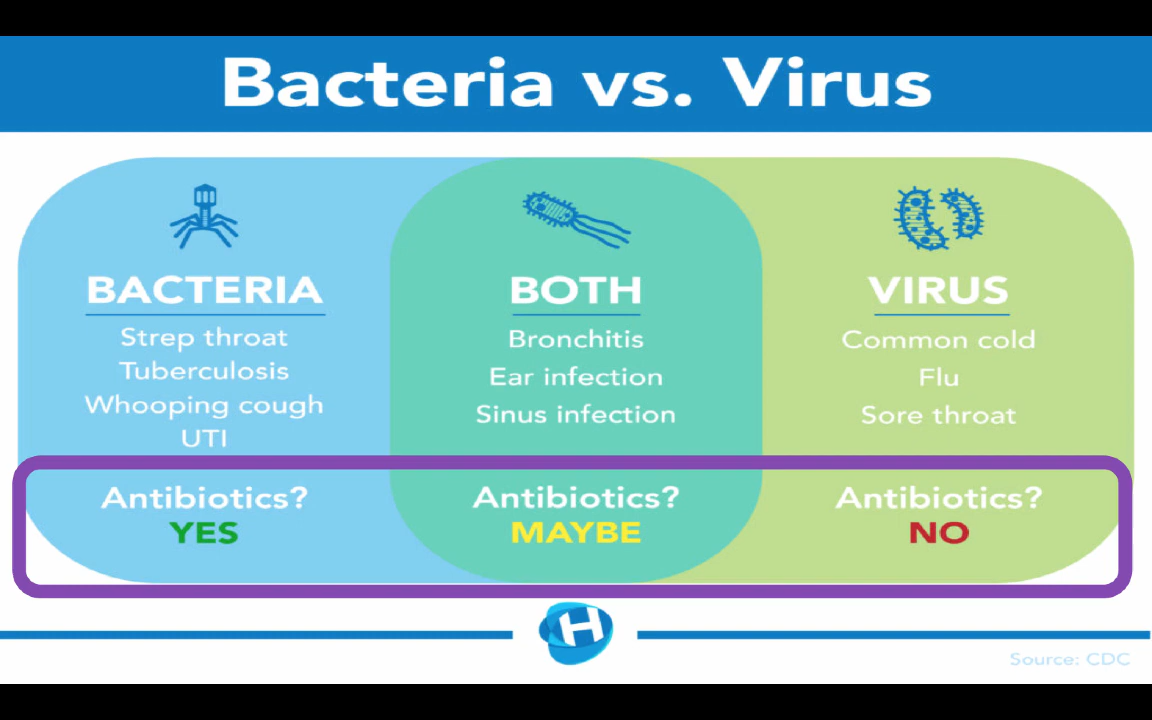 Bacteria vs. Virus
BACTERIA
Strep throat
Tuberculosis
Whooping cough
UTI
Antibiotics?
YES
BOTH
Bronchitis
Ear infection
Sinus infection
Antibiotics?
MAYBE
VIRUS
Common cold
Flu
Sore throat
Antibiotics?
NO
H
Source: CDC